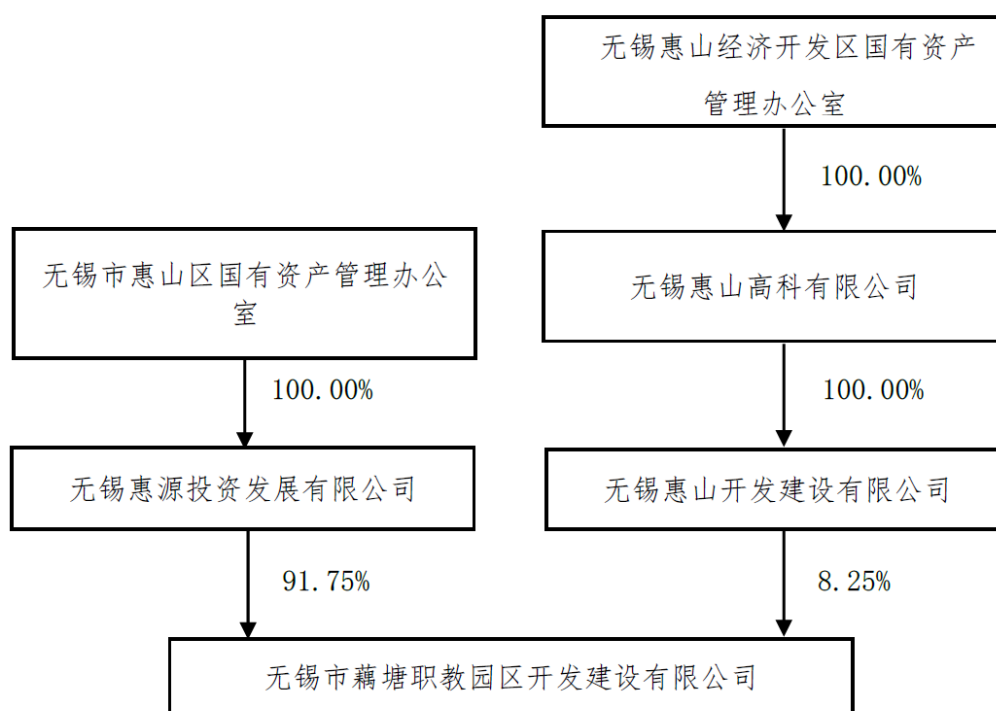 无锡惠山经济开发区国有资产
管理办公室
100.00%
无锡市惠山区国有资产管理办公
室
无锡惠山高科有限公司
100.00%
100.00%
无锡惠源投资发展有限公司
无锡惠山开发建设有限公司
91.75%
8.25%
无锡市藕塘职教园区开发建设有限公司